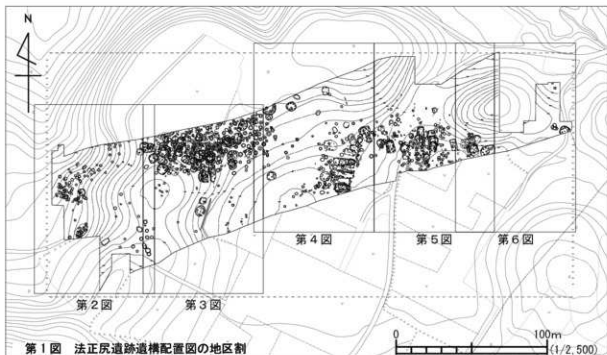 N
第4図
第5図
第6図
第2図
第3図
第1図 法正尻遺跡遺構配置図の地区割
0
100m
(1/2,500)